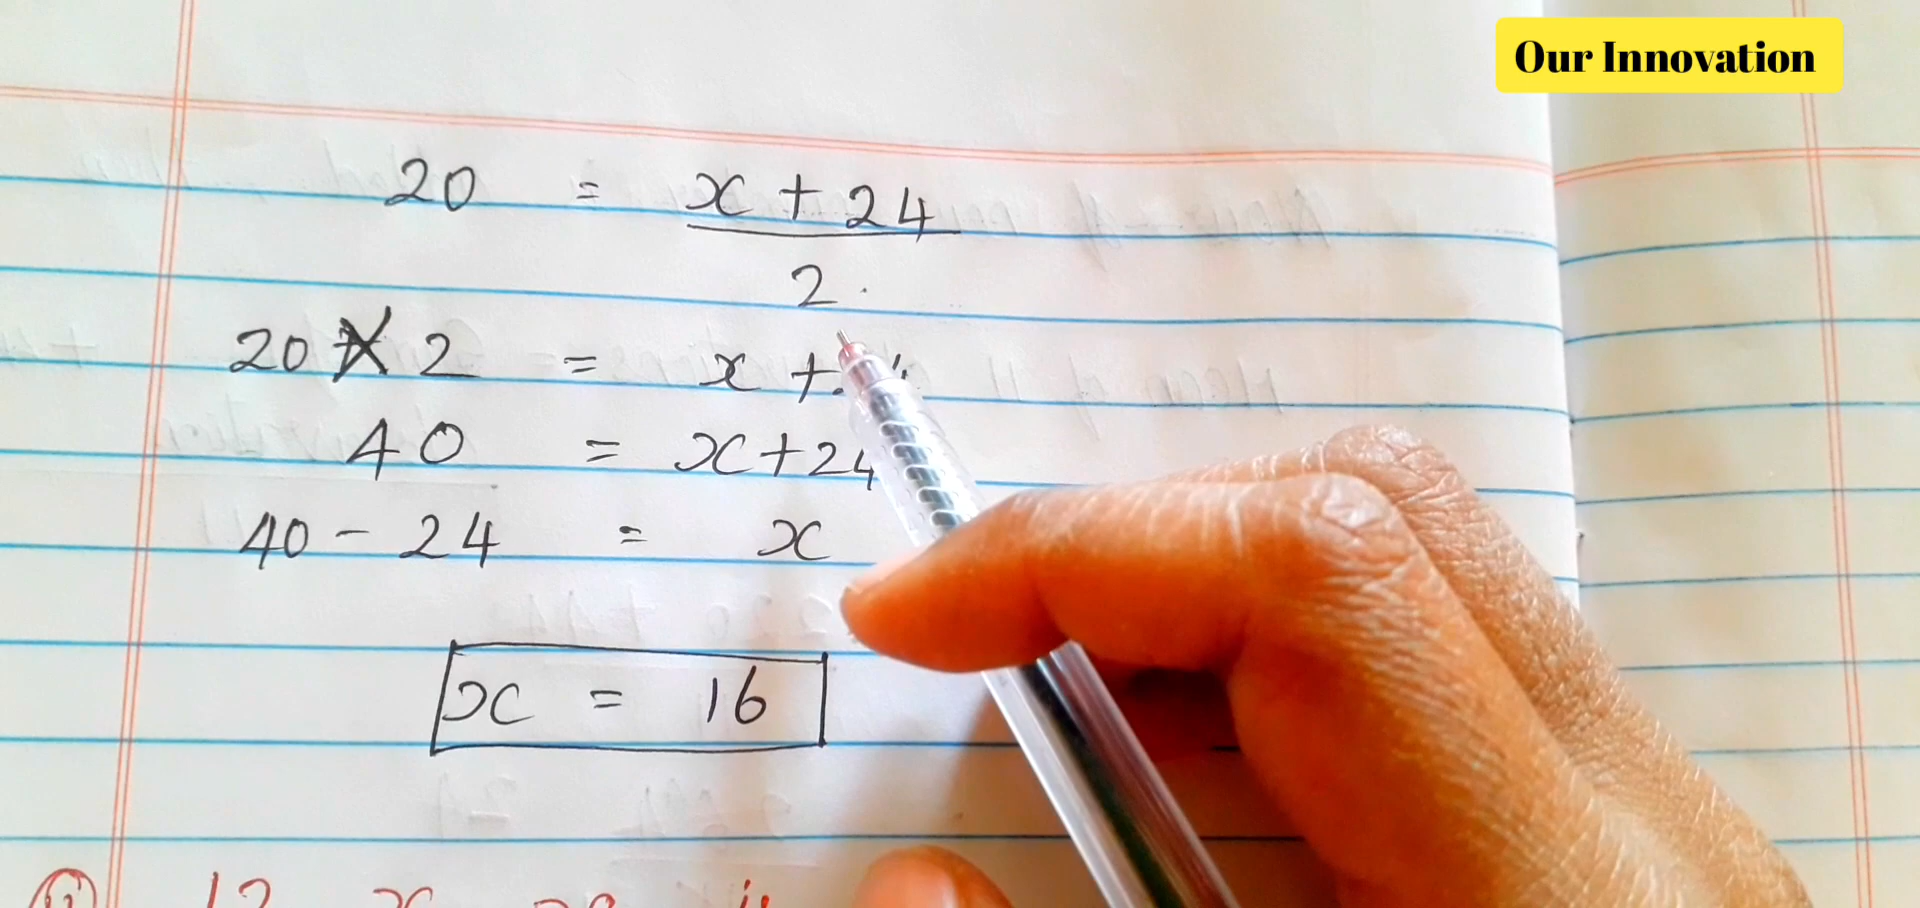 Our Innovation
20 = x + 24
2
20 X 2 = x +
40 = x+24
40 - 24 = x
x = 16